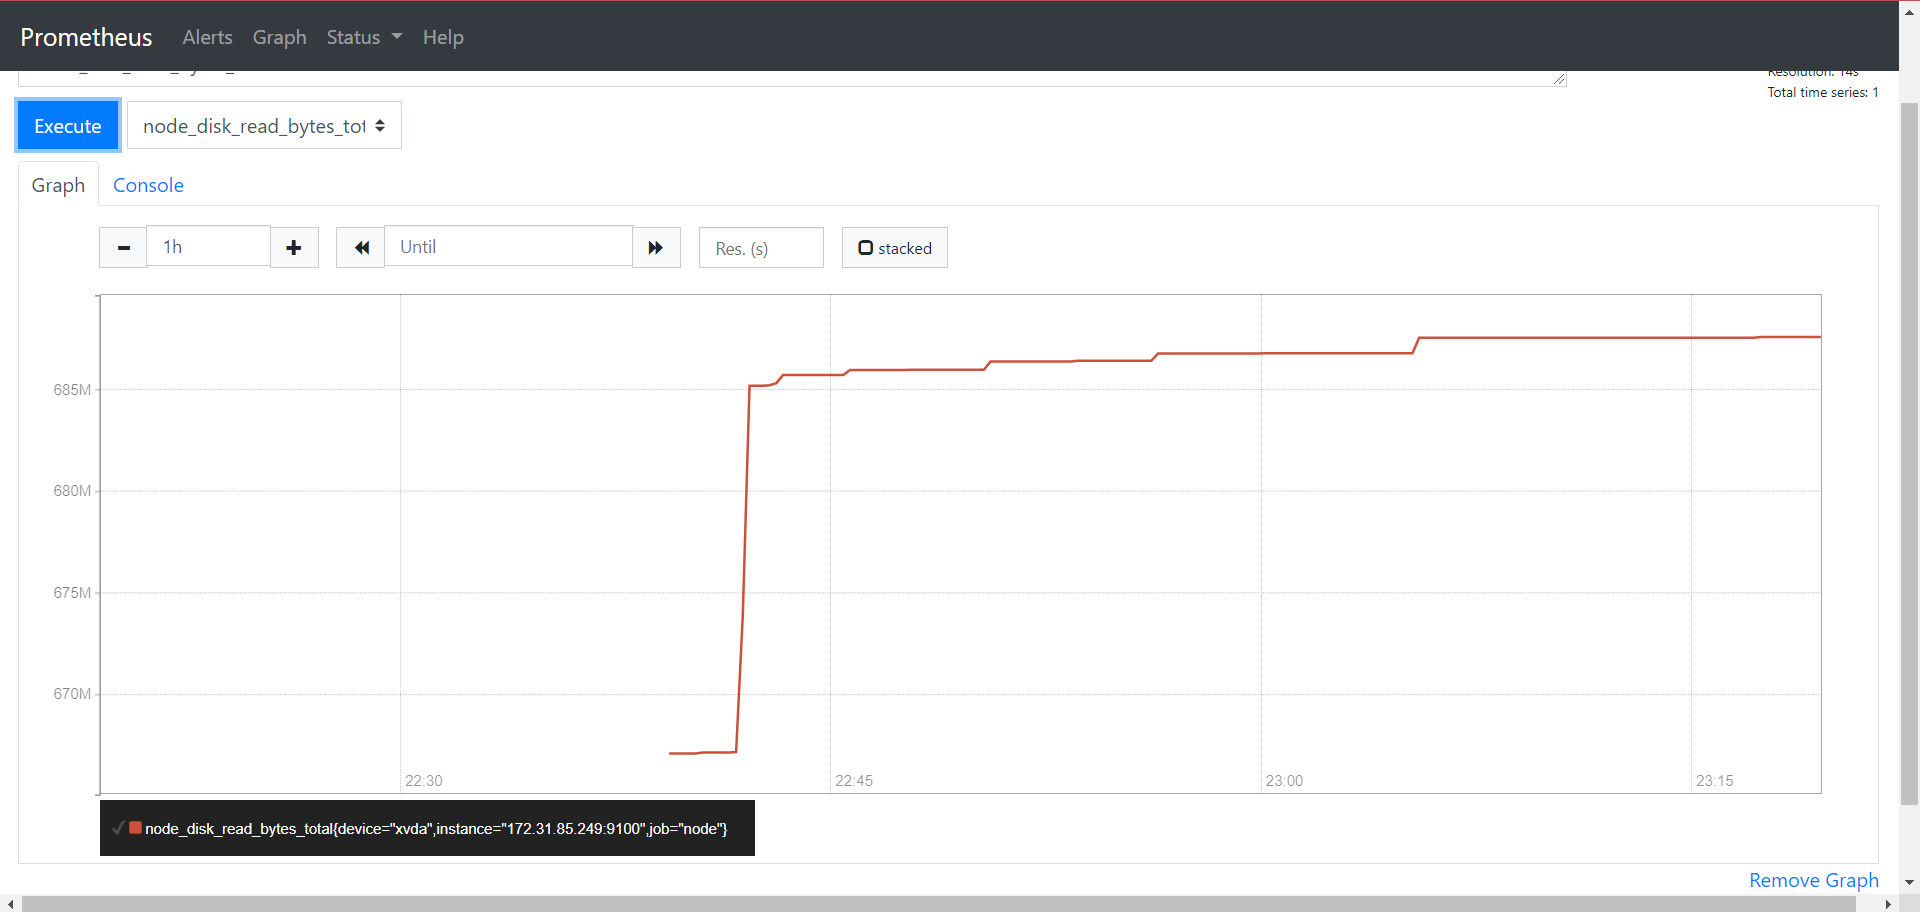 Prometheus Alerts Graph Status Help
Resolution: 14s
Total time series: 1
Execute node_disk_read_bytes_tot
Graph Console
1h Until Res. (s) stacked
685M
680M
675M
670M
22:30 22:45 23:00 23:15
node_disk_read_bytes_total{device="xvda",instance="172.31.85.249:9100",job="node"}
Remove Graph